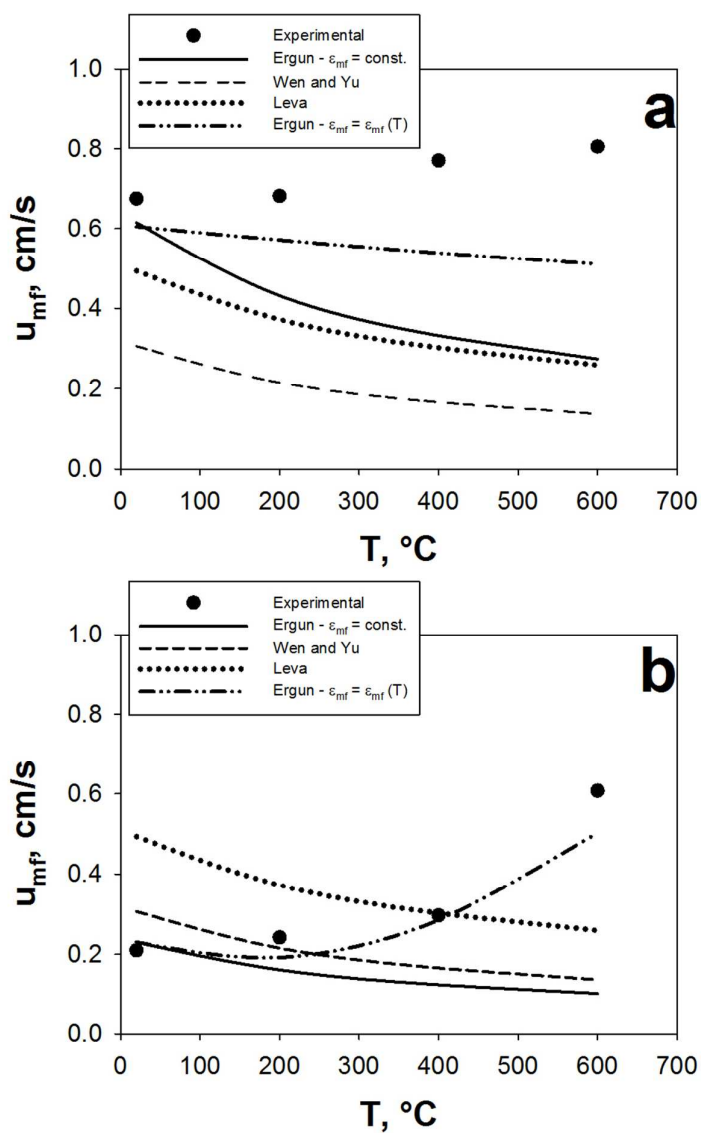 Experimental
Ergun - εmf = const.
Wen and Yu
Leva
Ergun - εmf = εmf (T)
a
1.0
0.8
0.6
0.4
0.2
0.0
umf, cm/s
0 100 200 300 400 500 600 700
T, °C
Experimental
Ergun - εmf = const.
Wen and Yu
Leva
Ergun - εmf = εmf (T)
b
1.0
0.8
0.6
0.4
0.2
0.0
umf, cm/s
0 100 200 300 400 500 600 700
T, °C